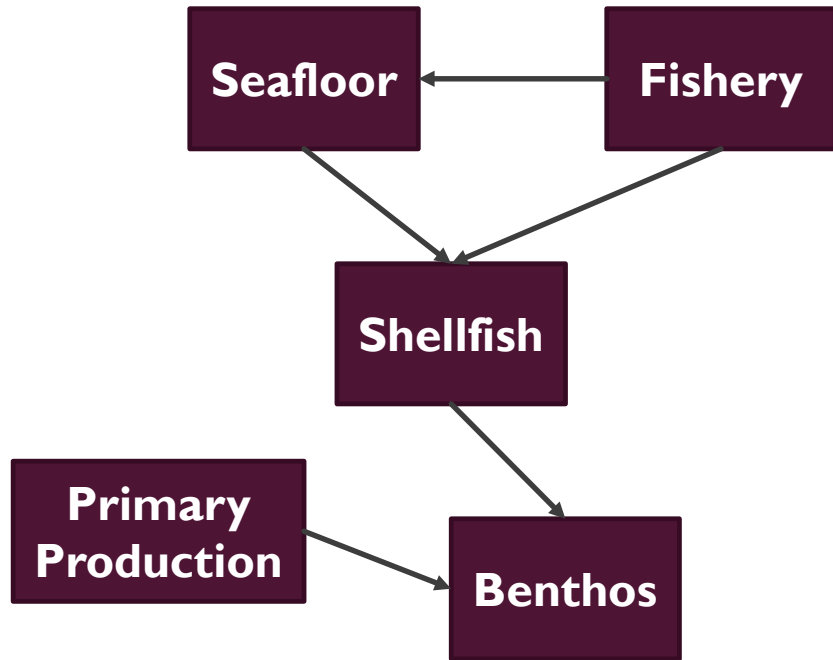 Seafloor
Fishery
Shellfish
Primary
Production
Benthos